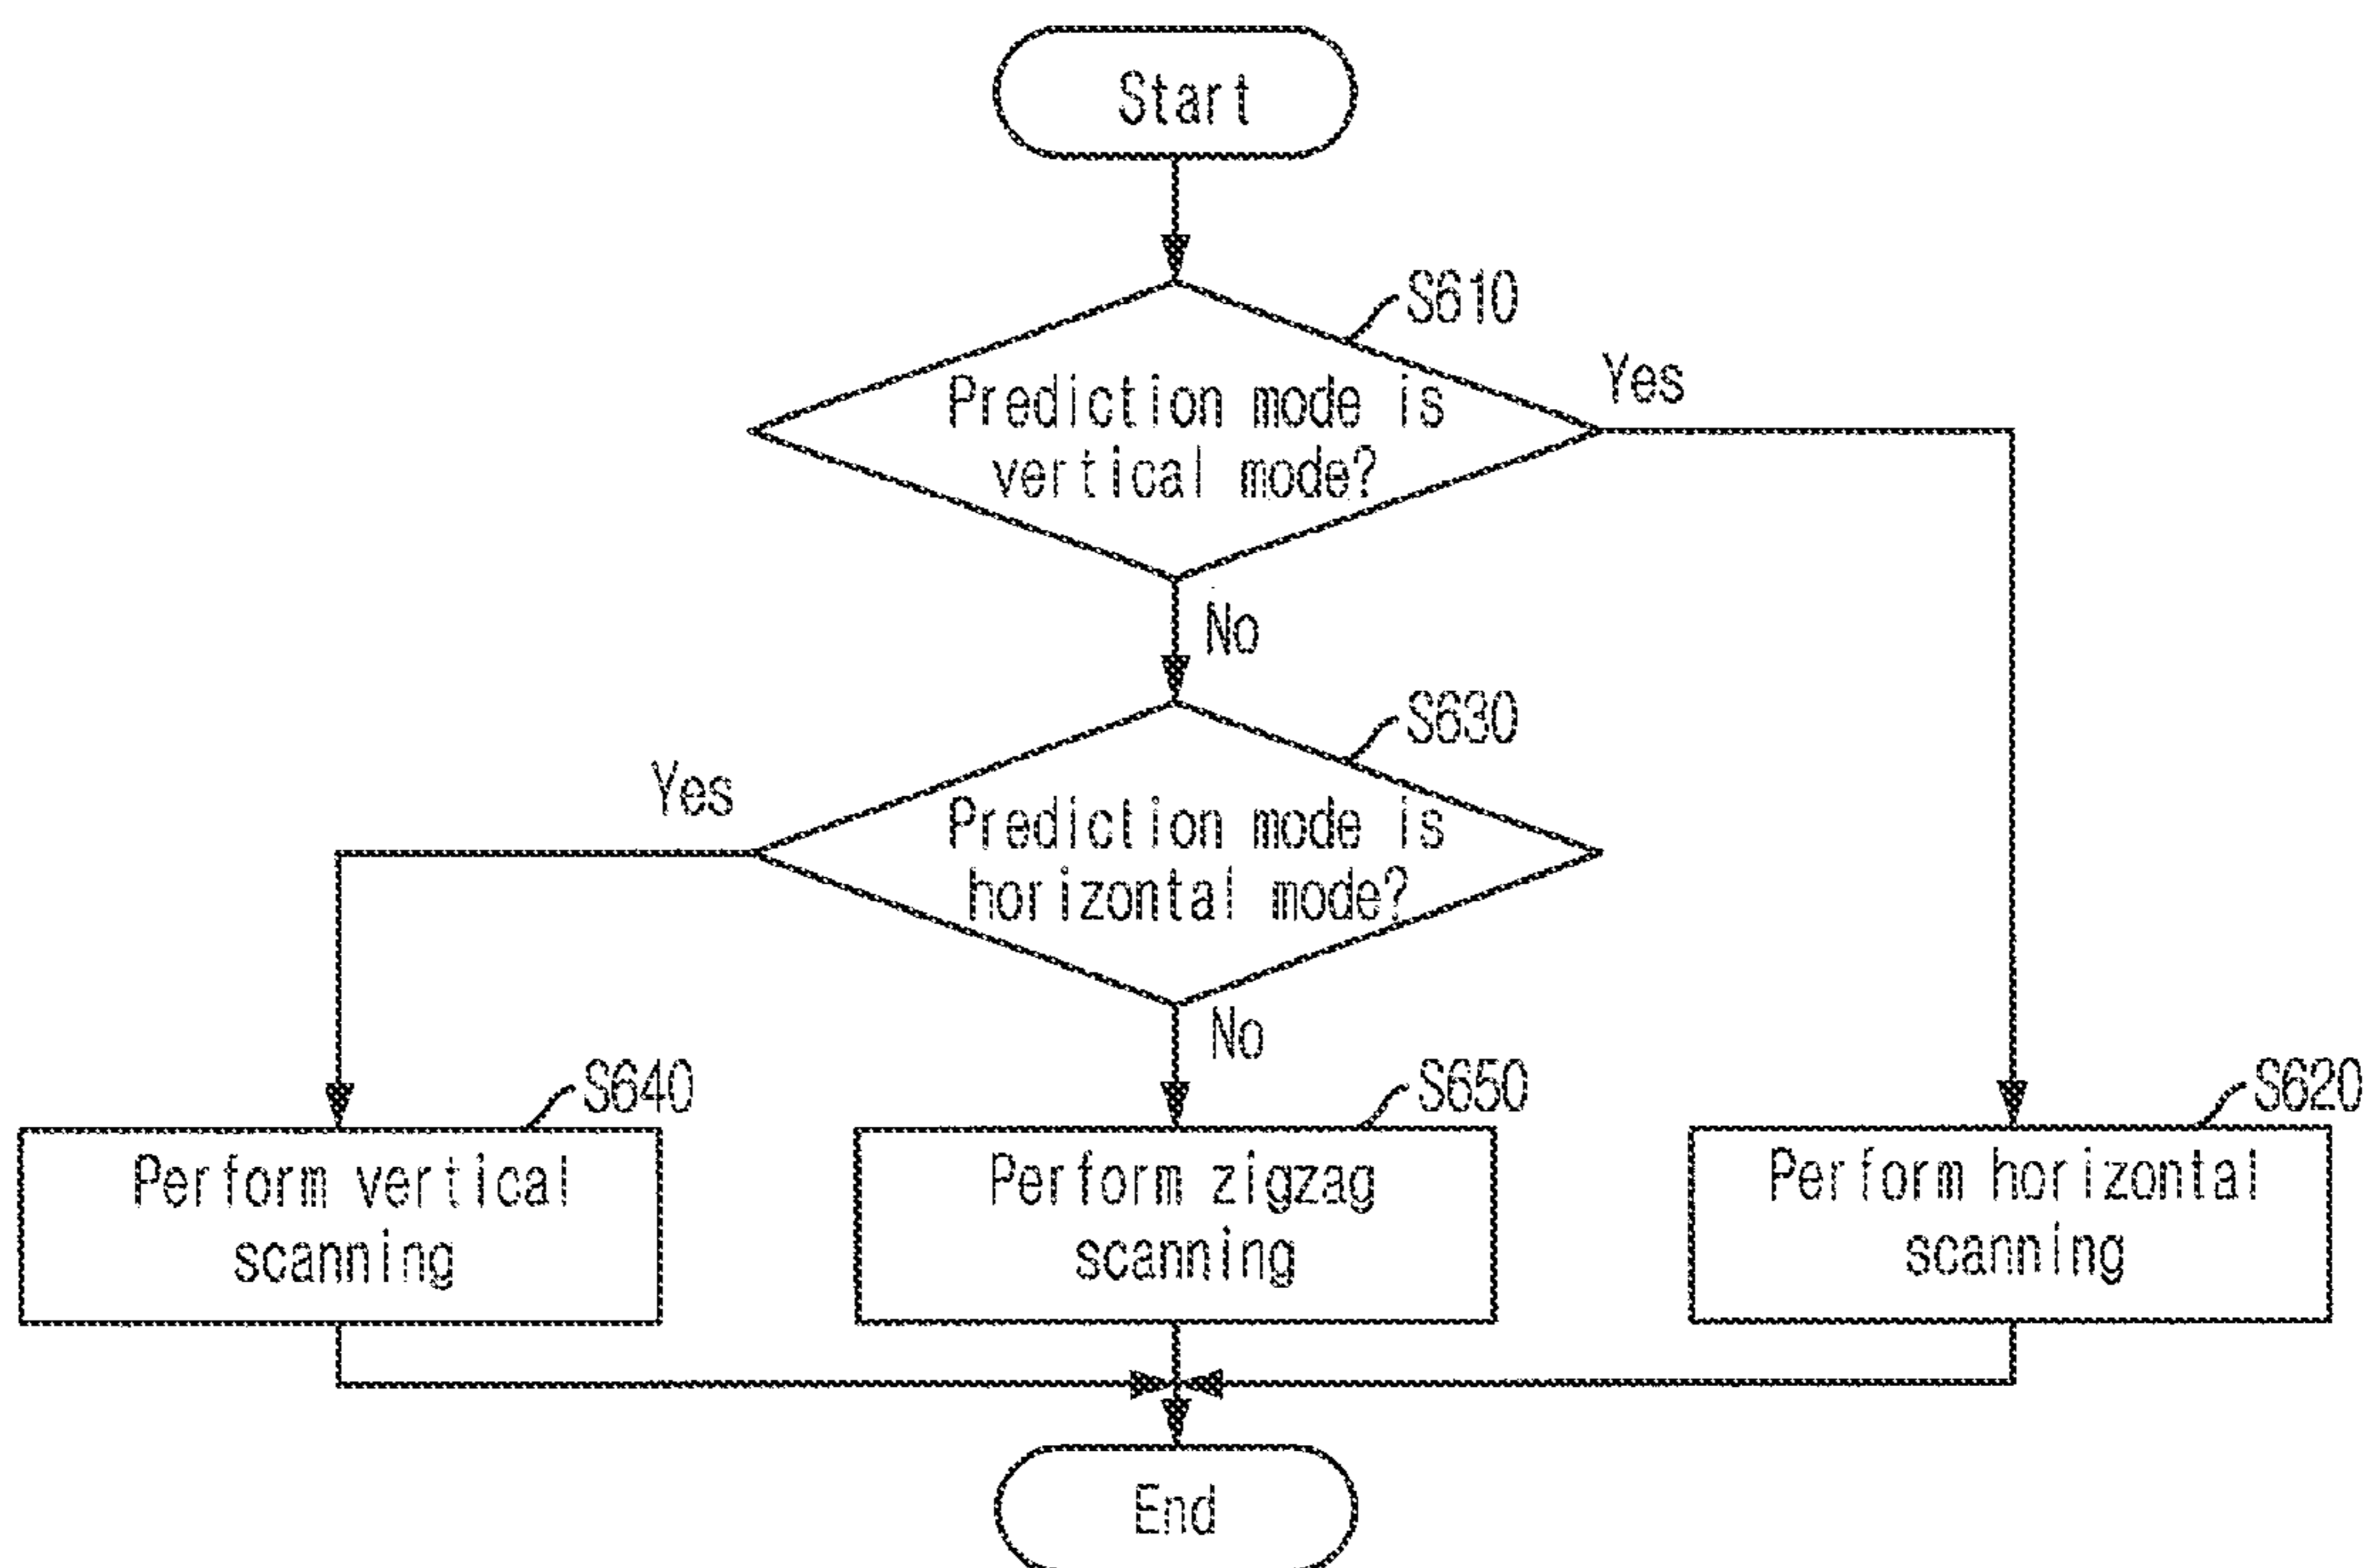 Start
S610
Prediction mode is
vertical mode?
Yes
No
S630
Prediction mode is
horizontal mode?
Yes
No
S640
Perform vertical
scanning
S650
Perform zigzag
scanning
S620
Perform horizontal
scanning
End